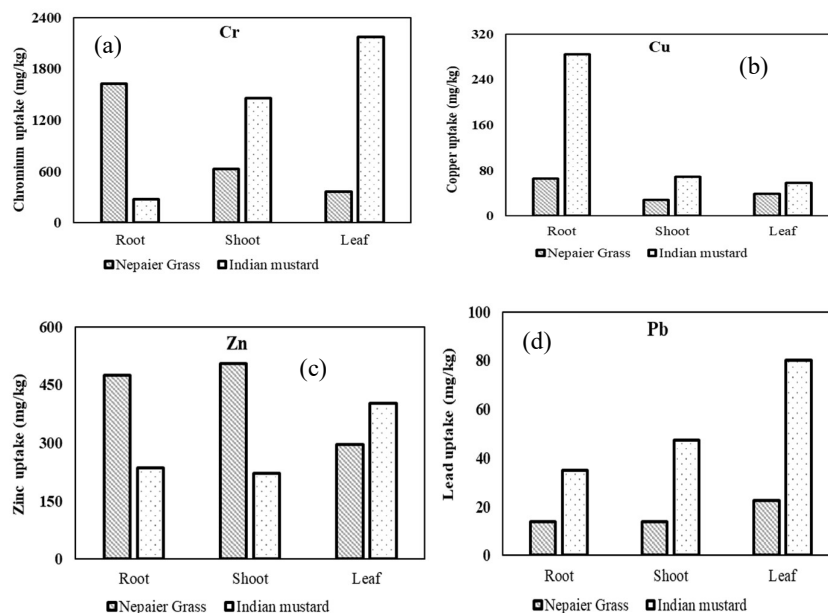 (a)
Cr
Chromium uptake (mg/kg)
2400
1800
1200
600
0
Root Shoot Leaf
Nepaier Grass Indian mustard
(b)
Cu
Copper uptake (mg/kg)
320
240
160
80
0
Root Shoot Leaf
Nepaier Grass Indian mustard
(c)
Zn
Zinc uptake (mg/kg)
600
450
300
150
0
Root Shoot Leaf
Nepaier Grass Indian mustard
(d)
Pb
Lead uptake (mg/kg)
100
80
60
40
20
0
Root Shoot Leaf
Nepaier Grass Indian mustard